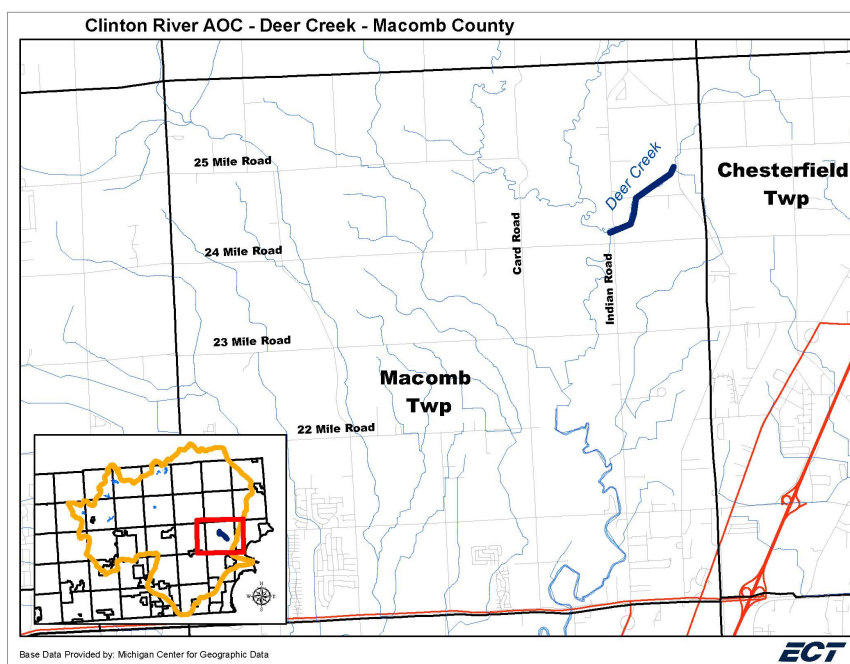 Clinton River AOC - Deer Creek - Macomb County
25 Mile Road
Deer Creek
Chesterfield
Twp
Card Road
24 Mile Road
Indian Road
23 Mile Road
Macomb
Twp
22 Mile Road
N
W
E
S
Base Data Provided by: Michigan Center for Geographic Data
ECT